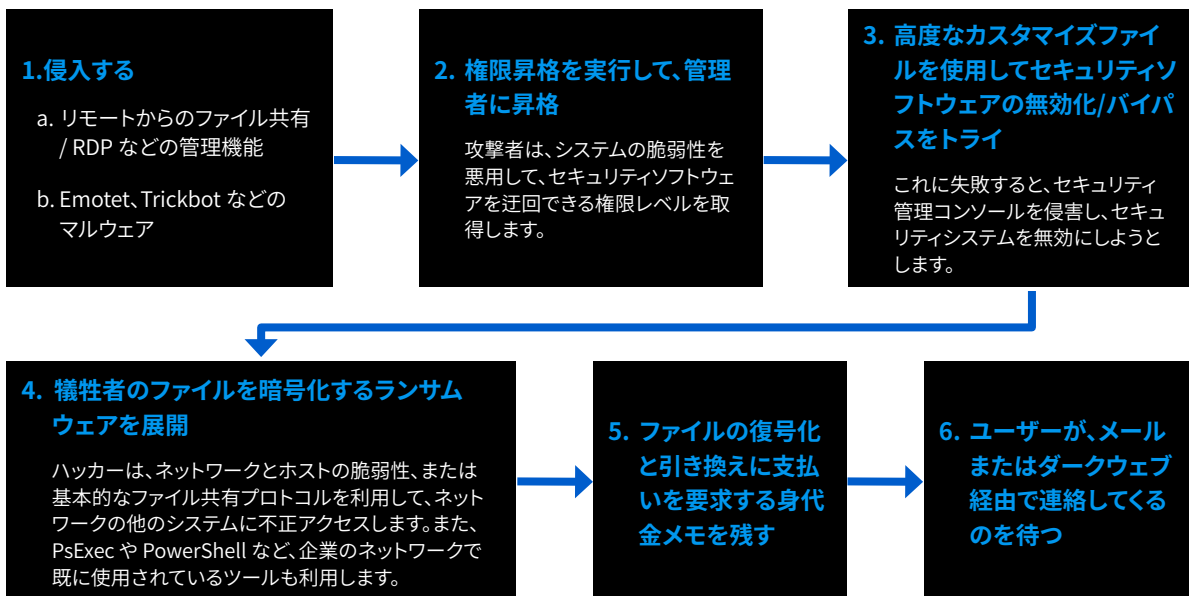 1.侵入する
a. リモートからのファイル共有
/ RDP などの管理機能
b. Emotet、Trickbot などの
マルウェア
2. 権限昇格を実行して、管理
者に昇格
攻撃者は、システムの脆弱性を
悪用して、セキュリティソフトウェ
アを迂回できる権限レベルを取
得します。
3. 高度なカスタマイズファイ
ルを使用してセキュリティソ
フトウェアの無効化/バイパ
スをトライ
これに失敗すると、セキュリティ
管理コンソールを侵害し、セキュ
リティシステムを無効にしようと
します。
4. 犠牲者のファイルを暗号化するランサム
ウェアを展開
ハッカーは、ネットワークとホストの脆弱性、または
基本的なファイル共有プロトコルを利用して、ネット
ワークの他のシステムに不正アクセスします。また、
PsExec や PowerShell など、企業のネットワークで
既に使用されているツールも利用します。
5. ファイルの復号化
と引き換えに支払
いを要求する身代
金メモを残す
6. ユーザーが、メール
またはダークウェブ
経由で連絡してくる
のを待つ